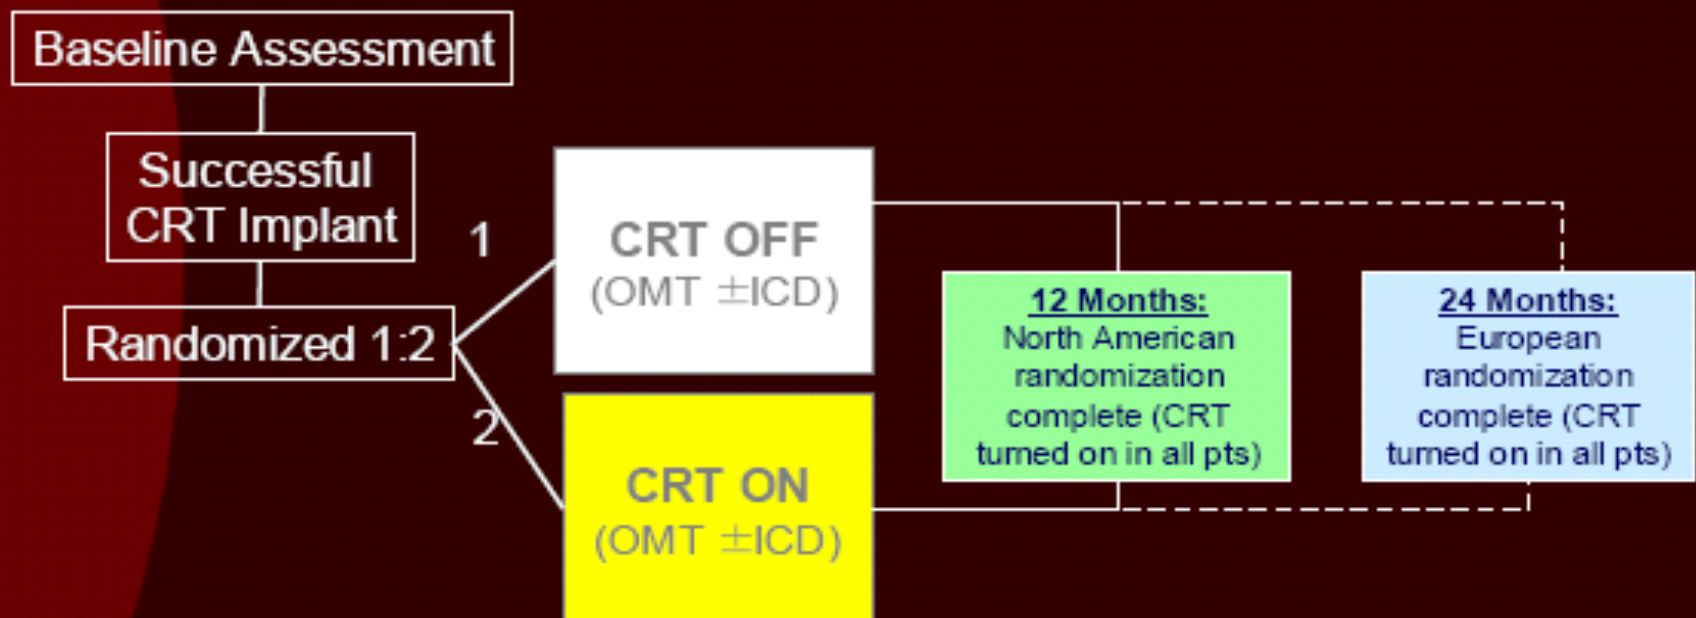 Baseline Assessment
Successful
CRT Implant
Randomized 1:2
1
2
CRT OFF
(OMT ±ICD)
CRT ON
(OMT ±ICD)
12 Months:
North American
randomization
complete (CRT
turned on in all pts)
24 Months:
European
randomization
complete (CRT
turned on in all pts)